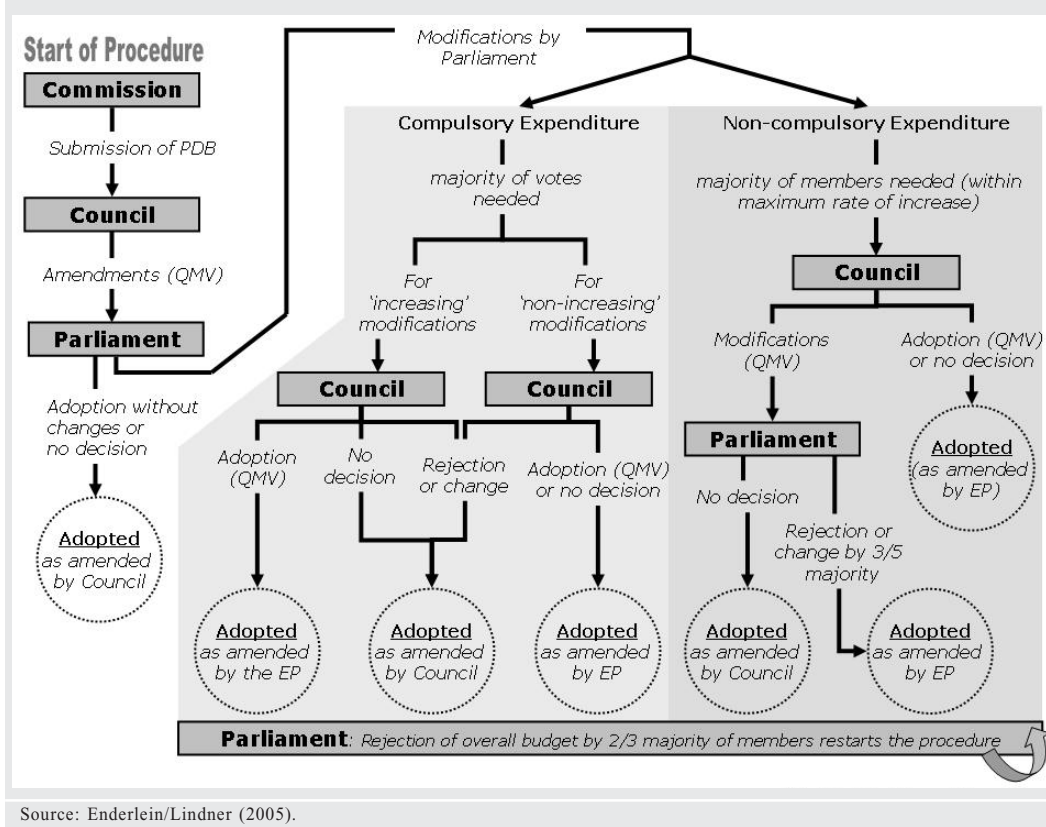 Start of Procedure
Commission
Submission of PDB
Council
Amendments (QMV)
Parliament
Adoption without
changes or
no decision
Adopted
as amended
by Council
Modifications by
Parliament
Compulsory Expenditure
majority of votes
needed
For
'increasing'
modifications
For
'non-increasing'
modifications
Council
Council
Adoption
(QMV)
No
decision
Rejection
or change
Adoption (QMV)
or no decision
Adopted
as amended
by the EP
Adopted
as amended
by Council
Adopted
as amended
by EP
Non-compulsory Expenditure
majority of members needed (within
maximum rate of increase)
Council
Modifications
(QMV)
Adoption (QMV)
or no decision
Parliament
Adopted
(as amended
by EP)
No decision
Rejection or
change by 3/5
majority
Adopted
as amended
by Council
Adopted
as amended
by EP
Parliament: Rejection of overall budget by 2/3 majority of members restarts the procedure
Source: Enderlein/Lindner (2005).